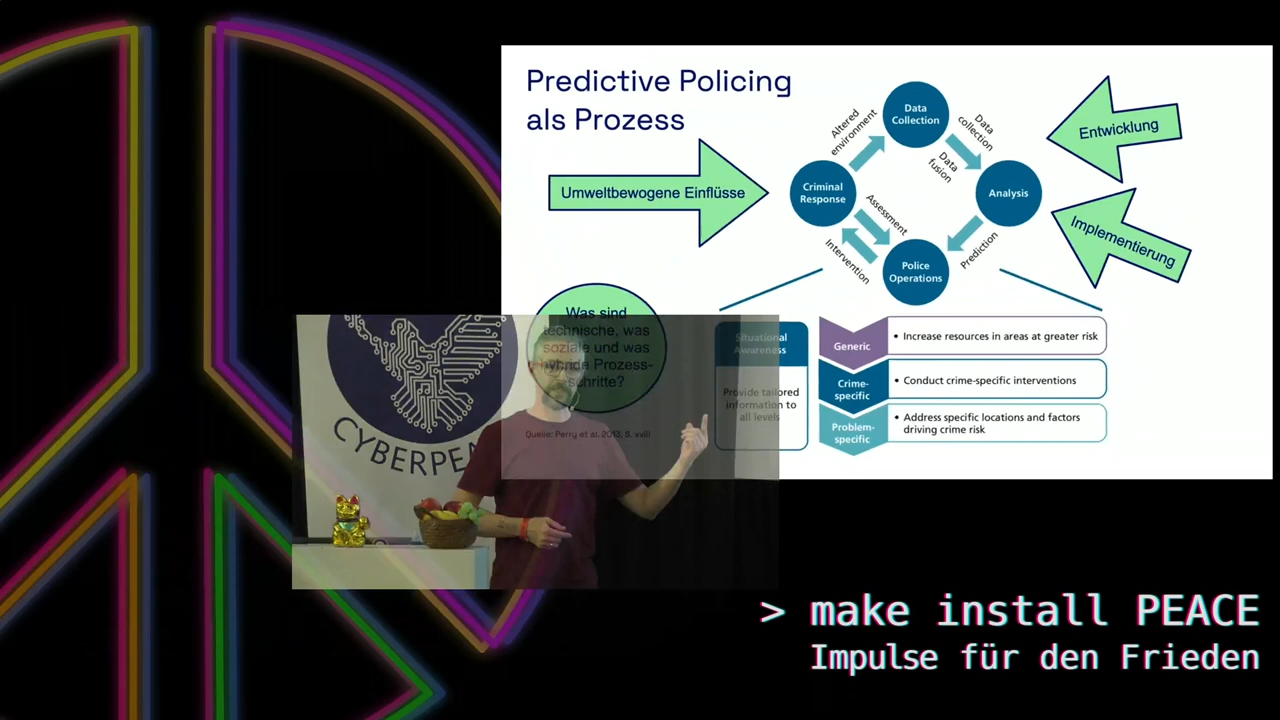 Predictive Policing
als Prozess
Data
Collection
Altered
environment
Data
collection
Data
fusion
Entwicklung
Umweltbewogene Einflüsse
Criminal
Response
Analysis
Assessment
Implementierung
Intervention
Prediction
Police
Operations
Was sind
technische, was
soziale und was
hybride Prozess-
schritte?
Situational
Awareness
Provide tailored
information to
all levels
Generic
• Increase resources in areas at greater risk
Crime-
specific
• Conduct crime-specific interventions
Problem-
specific
• Address specific locations and factors
driving crime risk
Quelle: Perry et al. 2013, S. xviii
CYBERPEA
> make install PEACE
Impulse für den Frieden